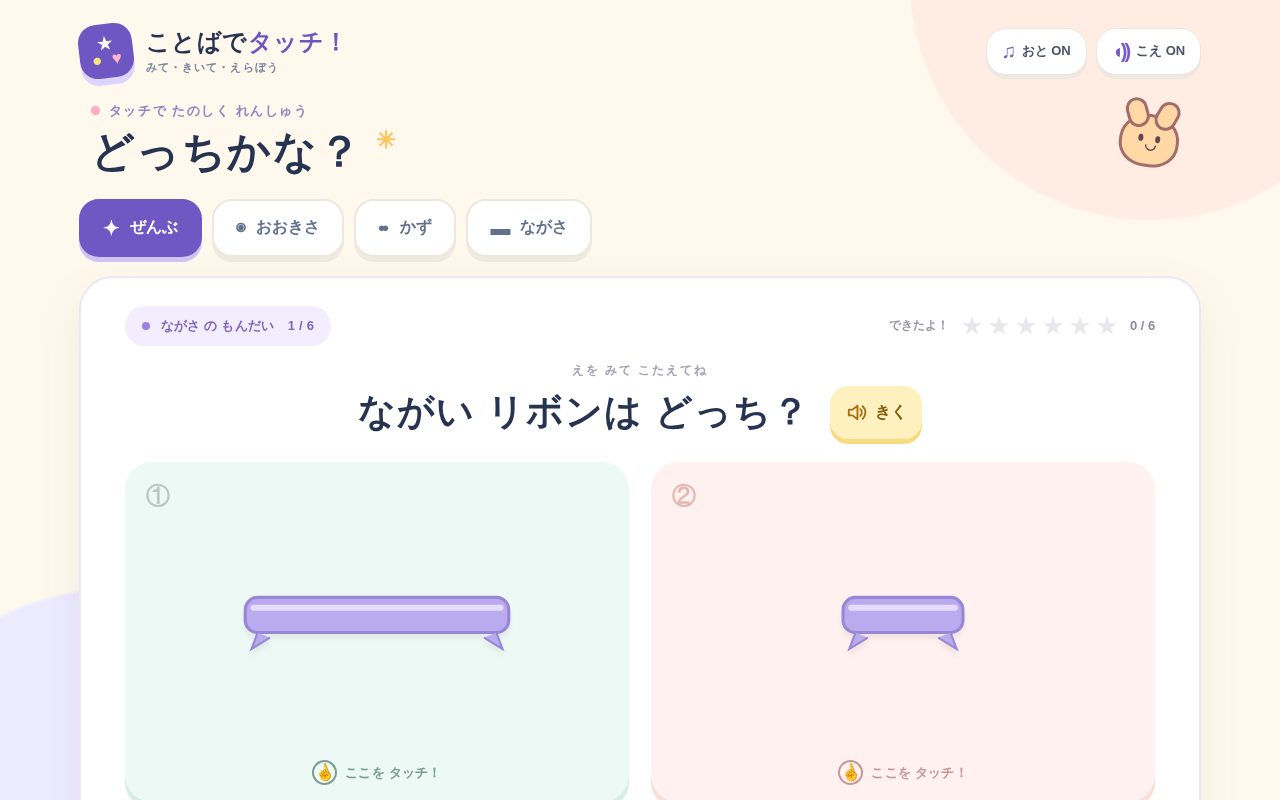 ことばでタッチ！
みて・きいて・えらぼう
♫ おと ON
こえ ON
タッチで たのしく れんしゅう
どっちかな？
ぜんぶ
おおきさ
かず
ながさ
ながさ の もんだい 1 / 6
できたよ！ ★★★★★★ 0 / 6
えを みて こたえてね
ながい リボンは どっち？
きく
①
②
ここを タッチ！
ここを タッチ！